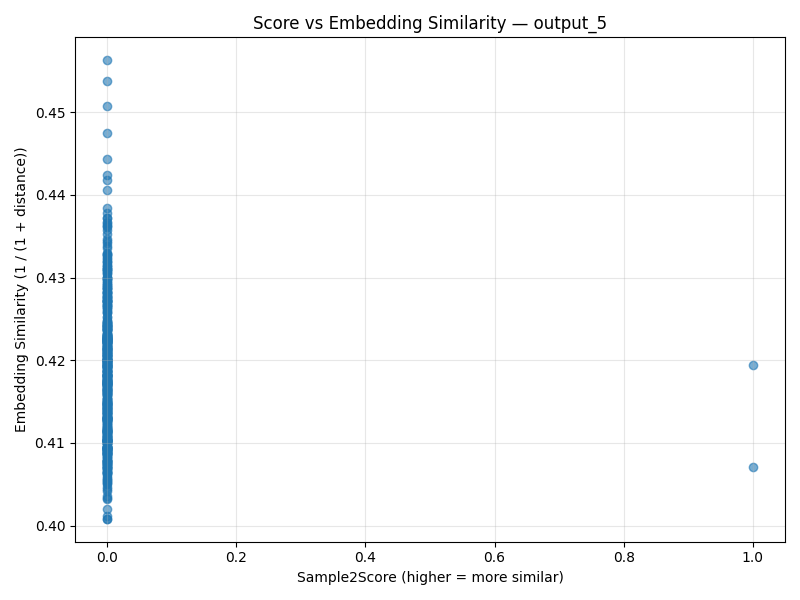 Score vs Embedding Similarity — output_5
Embedding Similarity (1 / (1 + distance))
0.45
0.44
0.43
0.42
0.41
0.40
0.0 0.2 0.4 0.6 0.8 1.0
Sample2Score (higher = more similar)